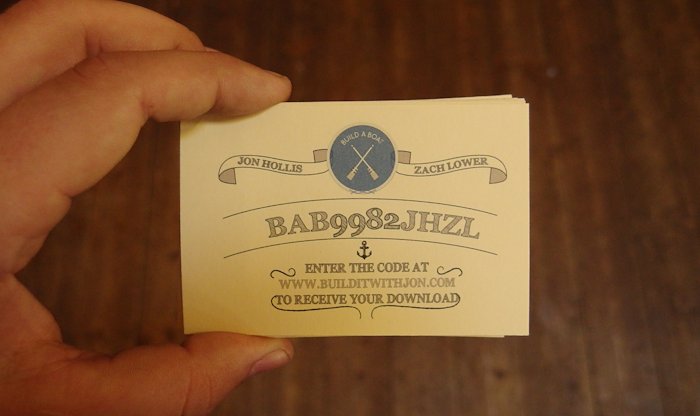 BUILD A BOAT
JON HOLLIS
ZACH LOWER
BAB9982JHZL
ENTER THE CODE AT
WWW.BUILDITWITHJON.COM
TO RECEIVE YOUR DOWNLOAD